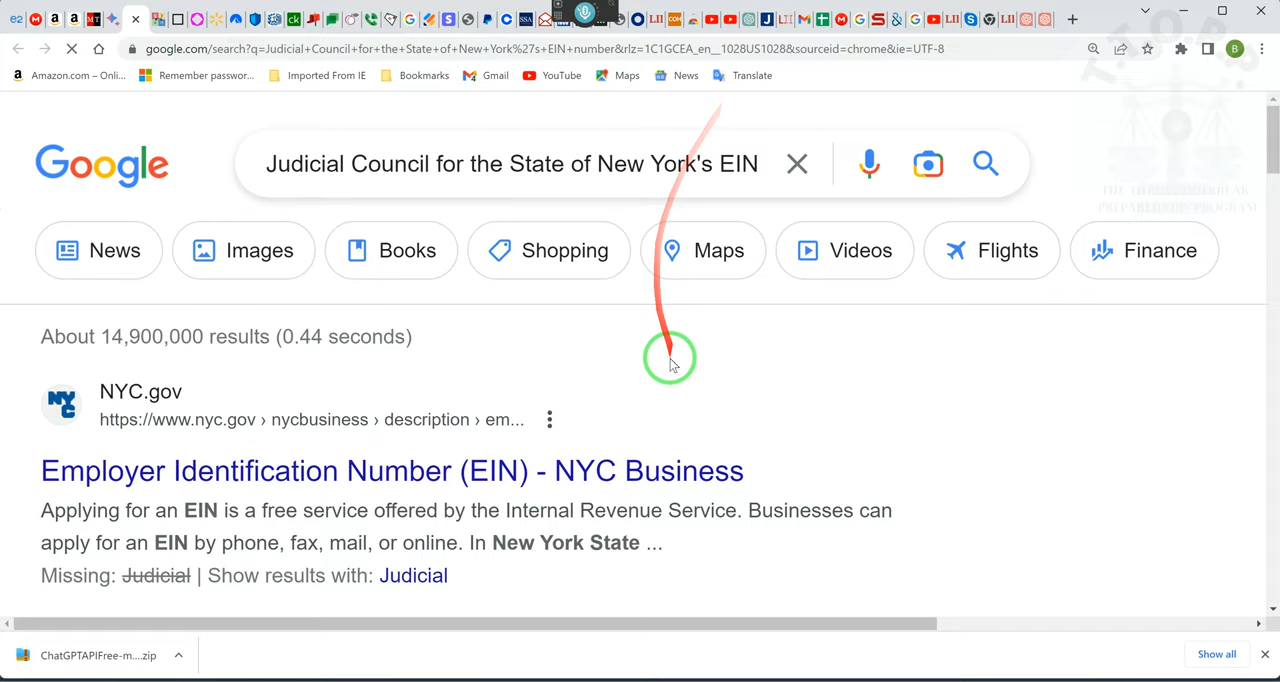 google.com/search?q=Judicial+Council+for+the+State+of+New+York%27s+EIN+number&rlz=1C1GCEA_en__1028US1028&sourceid=chrome&ie=UTF-8
B
Amazon.com – Onli... Remember passwor... Imported From IE Bookmarks Gmail YouTube Maps News Translate
T.O.B.P.
Google Judicial Council for the State of New York's EIN
THE THREE
PREPAREDNESS PROGRAM
News Images Books Shopping Maps Videos Flights Finance
About 14,900,000 results (0.44 seconds)
NYC
NYC.gov
https://www.nyc.gov › nycbusiness › description › em...
Employer Identification Number (EIN) - NYC Business
Applying for an EIN is a free service offered by the Internal Revenue Service. Businesses can
apply for an EIN by phone, fax, mail, or online. In New York State ...
Missing: Judicial | Show results with: Judicial
ChatGPTAPIFree-m....zip Show all